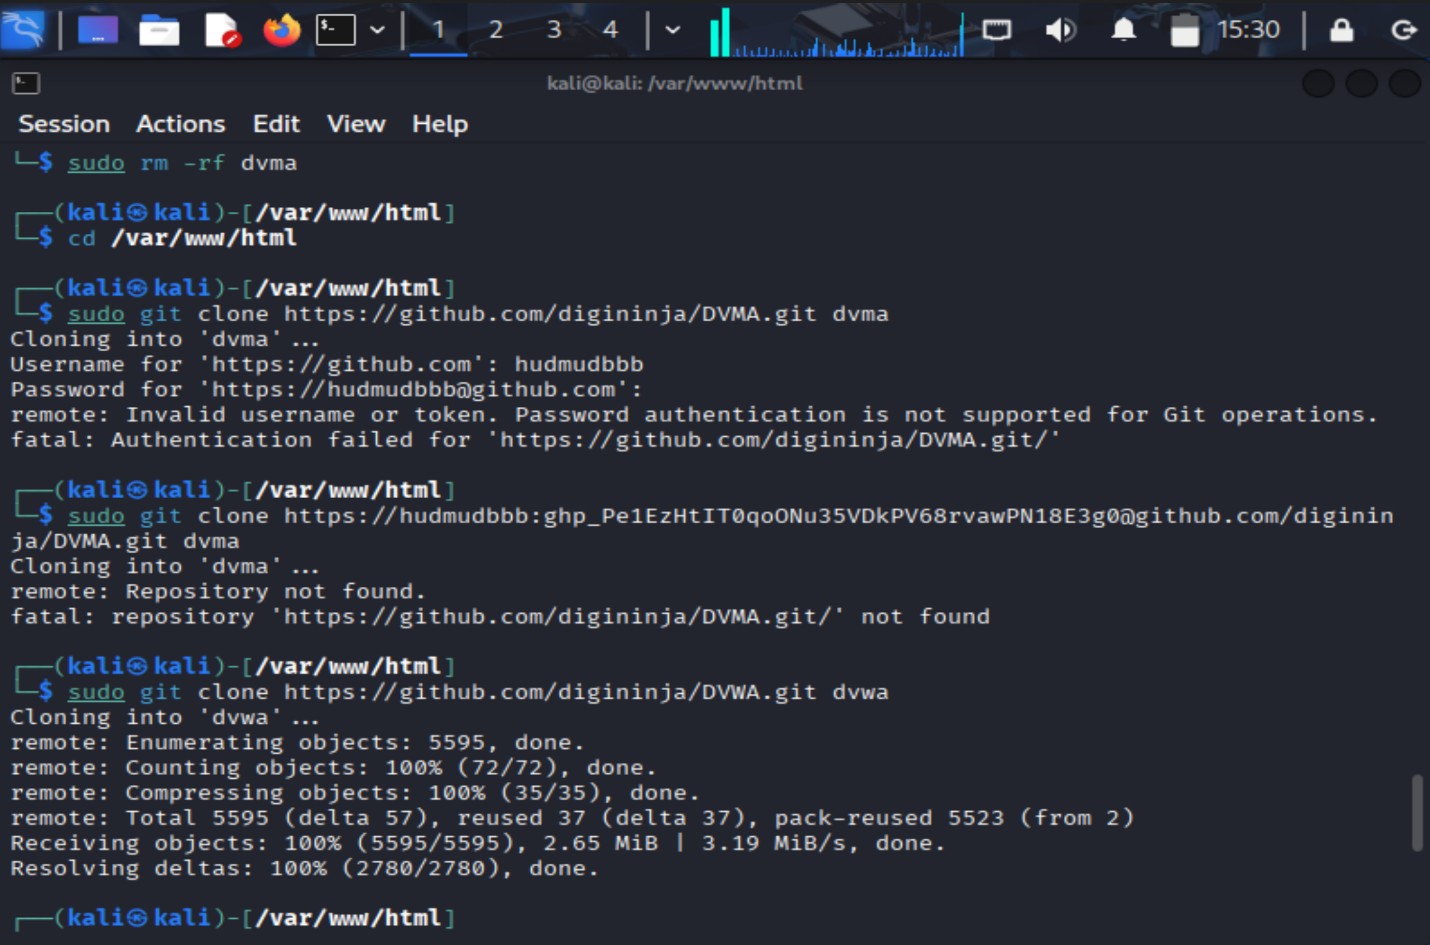 1 2 3 4 15:30
kali@kali: /var/www/html
Session Actions Edit View Help
└─$ sudo rm -rf dvma
┌──(kali㉿kali)-[/var/www/html]
└─$ cd /var/www/html
┌──(kali㉿kali)-[/var/www/html]
└─$ sudo git clone https://github.com/digininja/DVMA.git dvma
Cloning into 'dvma'...
Username for 'https://github.com': hudmudbbb
Password for 'https://hudmudbbb@github.com':
remote: Invalid username or token. Password authentication is not supported for Git operations.
fatal: Authentication failed for 'https://github.com/digininja/DVMA.git/'
┌──(kali㉿kali)-[/var/www/html]
└─$ sudo git clone https://hudmudbbb: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@github.com/diginin
ja/DVMA.git dvma
Cloning into 'dvma'...
remote: Repository not found.
fatal: repository 'https://github.com/digininja/DVMA.git/' not found
┌──(kali㉿kali)-[/var/www/html]
└─$ sudo git clone https://github.com/digininja/DVWA.git dvwa
Cloning into 'dvwa'...
remote: Enumerating objects: 5595, done.
remote: Counting objects: 100% (72/72), done.
remote: Compressing objects: 100% (35/35), done.
remote: Total 5595 (delta 57), reused 37 (delta 37), pack-reused 5523 (from 2)
Receiving objects: 100% (5595/5595), 2.65 MiB | 3.19 MiB/s, done.
Resolving deltas: 100% (2780/2780), done.
┌──(kali㉿kali)-[/var/www/html]